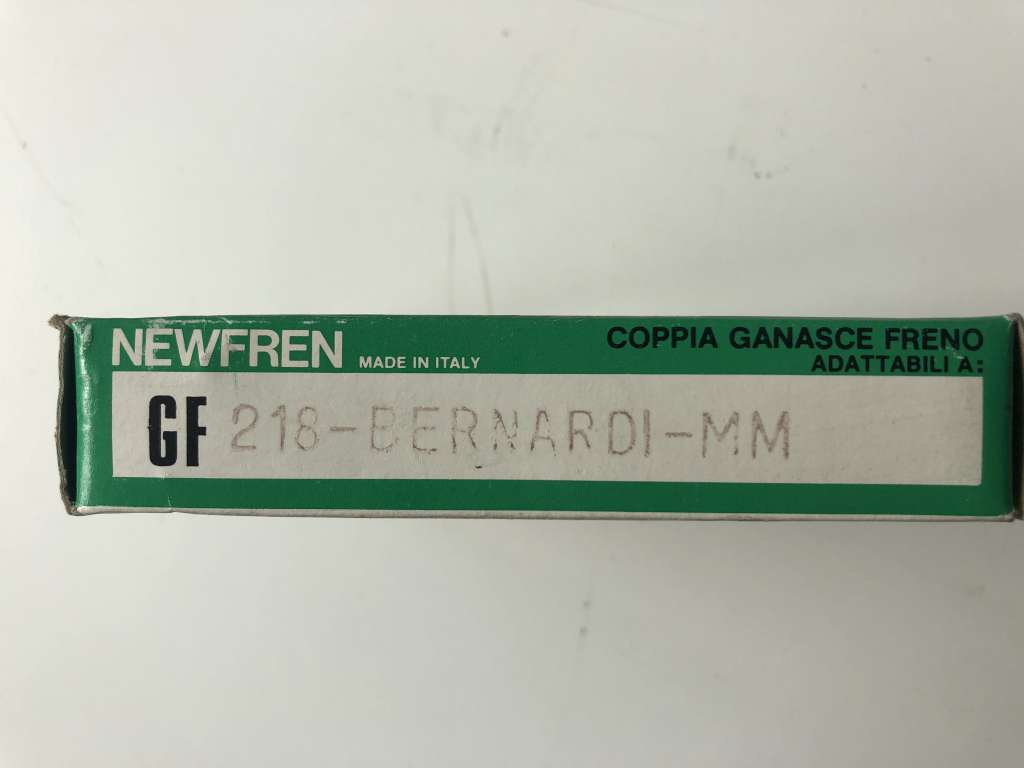 NEWFREN MADE IN ITALY COPPIA GANASCE FRENO
ADATTABILI A:
GF 218-BERNARDI-MM